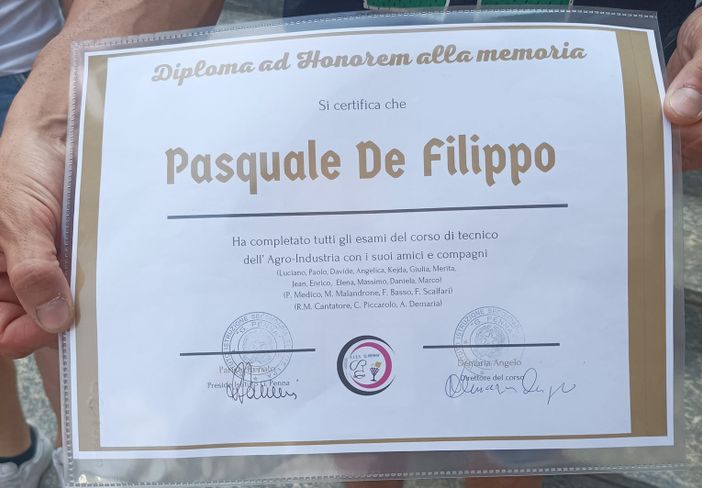 Diploma ad Honorem alla memoria
Si certifica che
Pasquale De Filippo
Ha completato tutti gli esami del corso di tecnico
dell' Agro-Industria con i suoi amici e compagni
(Luciano, Paolo, Davide, Angelica, Kejda, Giulia, Merita,
Jean, Enrico, Elena, Massimo, Daniela, Marco)
(P. Medico, M. Malandrone, F. Basso, F. Scalfari)
(R.M. Cantatore, C. Piccarolo, A. Demaria)
Demaria Angelo
Penna
Direttore del corso